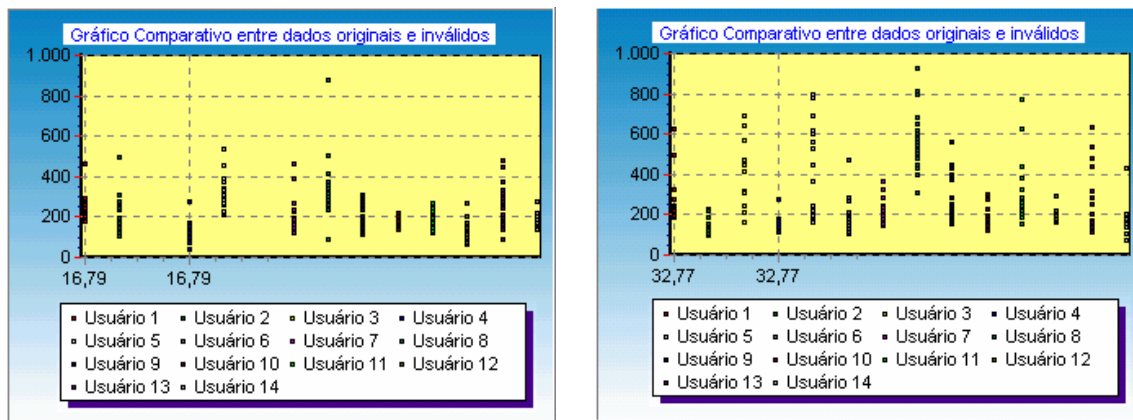 Gráfico Comparativo entre dados originais e inválidos
1.000
800
600
400
200
0
16,79 16,79
Usuário 1 Usuário 2 Usuário 3 Usuário 4
Usuário 5 Usuário 6 Usuário 7 Usuário 8
Usuário 9 Usuário 10 Usuário 11 Usuário 12
Usuário 13 Usuário 14
Gráfico Comparativo entre dados originais e inválidos
1.000
800
600
400
200
0
32,77 32,77
Usuário 1 Usuário 2 Usuário 3 Usuário 4
Usuário 5 Usuário 6 Usuário 7 Usuário 8
Usuário 9 Usuário 10 Usuário 11 Usuário 12
Usuário 13 Usuário 14